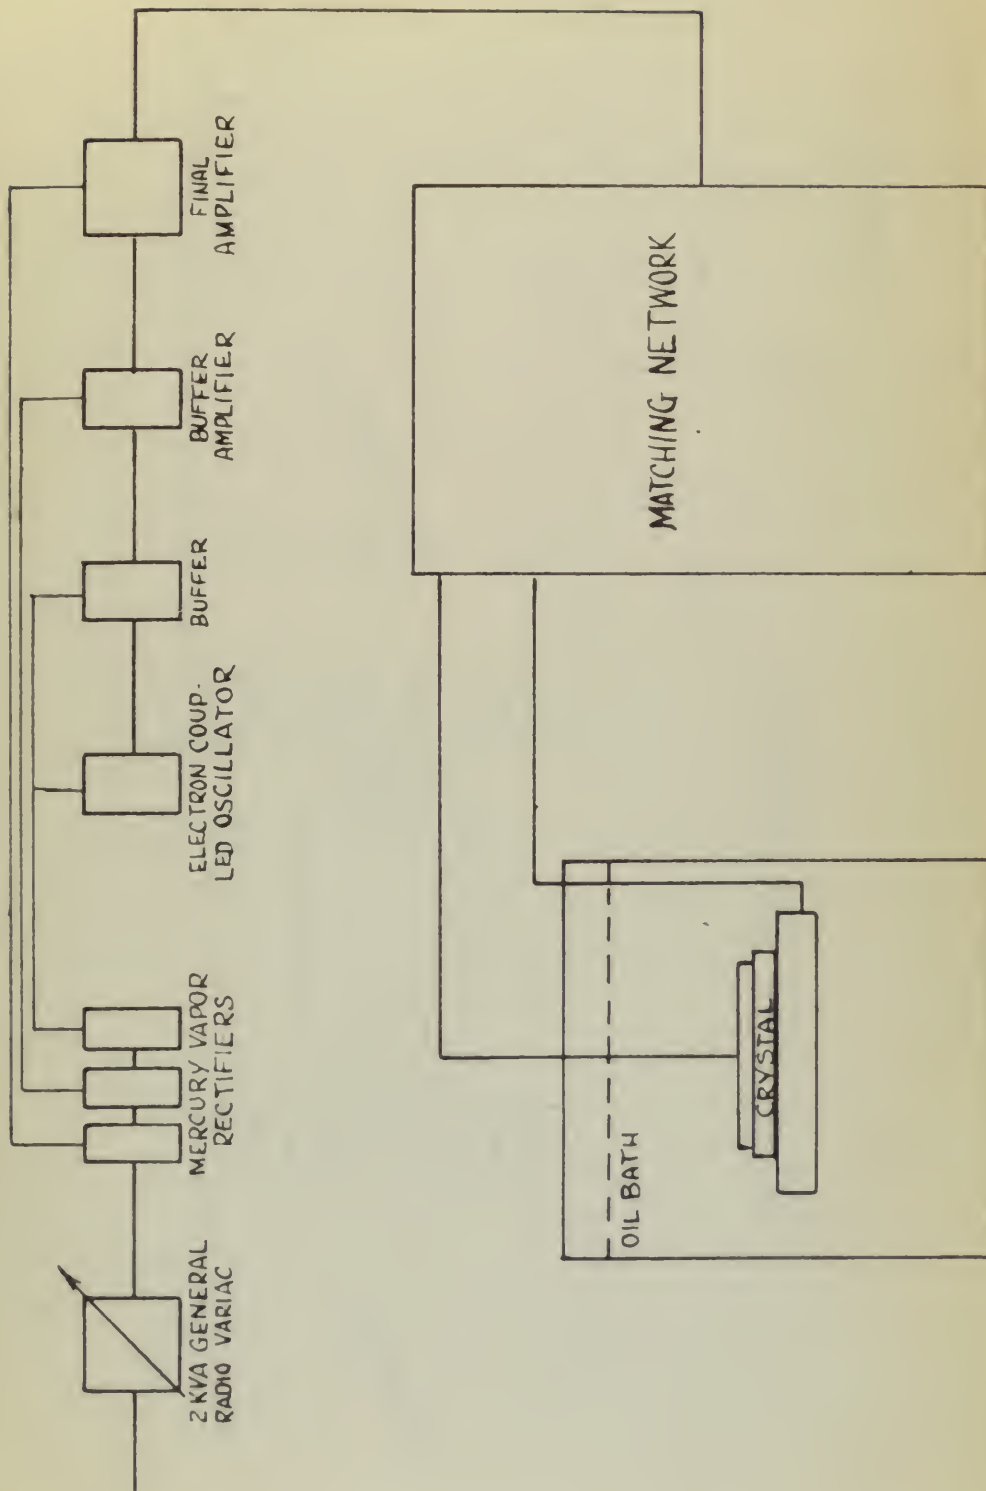 2 KVA GENERAL
RADIO VARIAC
MERCURY VAPOR
RECTIFIERS
ELECTRON COUP-
LED OSCILLATOR
BUFFER
BUFFER
AMPLIFIER
FINAL
AMPLIFIER
OIL BATH
CRYSTAL
MATCHING NETWORK